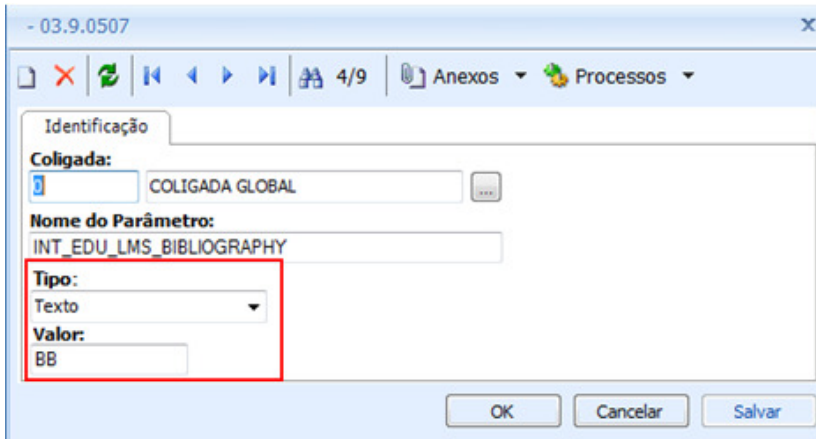 - 03.9.0507
4/9 Anexos Processos
Identificação
Coligada:
0 COLIGADA GLOBAL ...
Nome do Parâmetro:
INT_EDU_LMS_BIBLIOGRAPHY
Tipo:
Texto
Valor:
BB
OK Cancelar Salvar